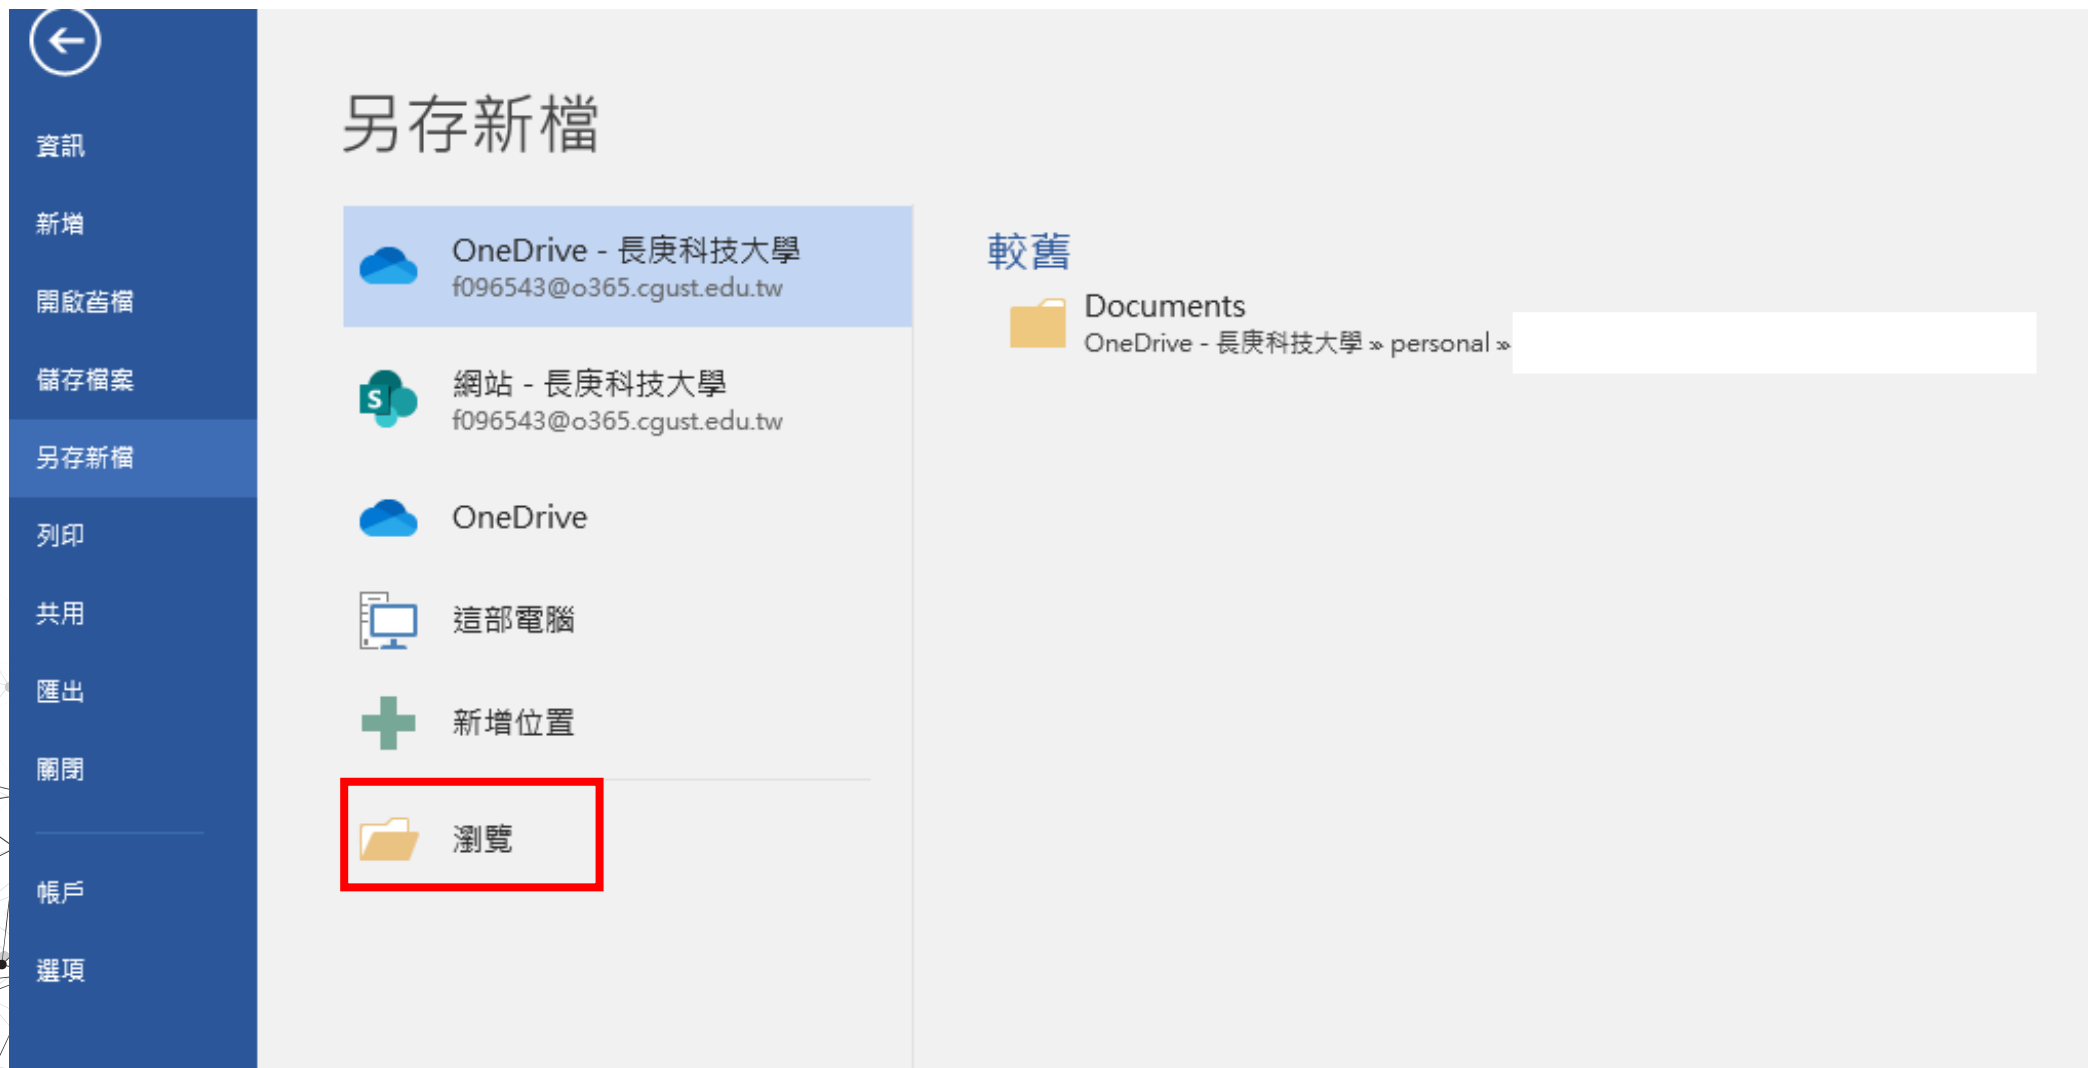 資訊
新增
開啟舊檔
儲存檔案
另存新檔
列印
共用
匯出
關閉
帳戶
選項
另存新檔
OneDrive - 長庚科技大學
f096543@o365.cgust.edu.tw
網站 - 長庚科技大學
f096543@o365.cgust.edu.tw
OneDrive
這部電腦
新增位置
瀏覽
較舊
Documents
OneDrive - 長庚科技大學 » personal »